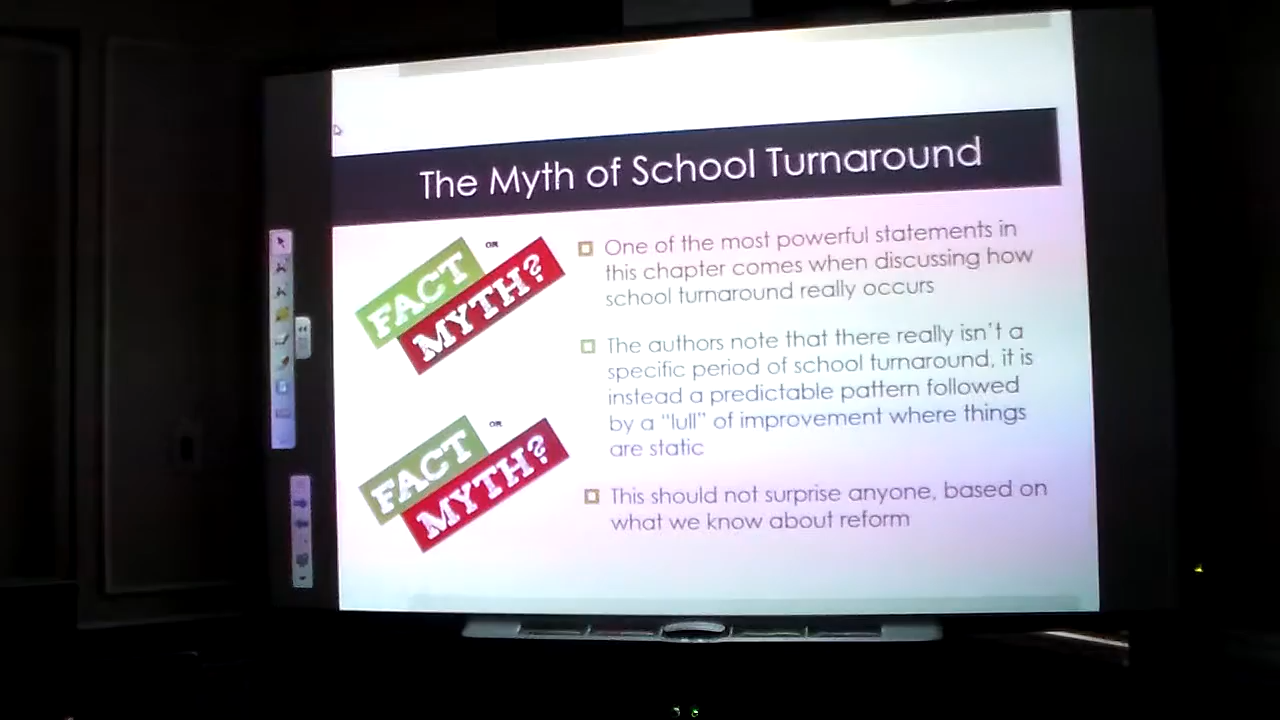 The Myth of School Turnaround
FACT
OR
MYTH?
One of the most powerful statements in
this chapter comes when discussing how
school turnaround really occurs
The authors note that there really isn't a
specific period of school turnaround, it is
instead a predictable pattern followed
by a "lull" of improvement where things
are static
FACT
OR
MYTH?
This should not surprise anyone, based on
what we know about reform